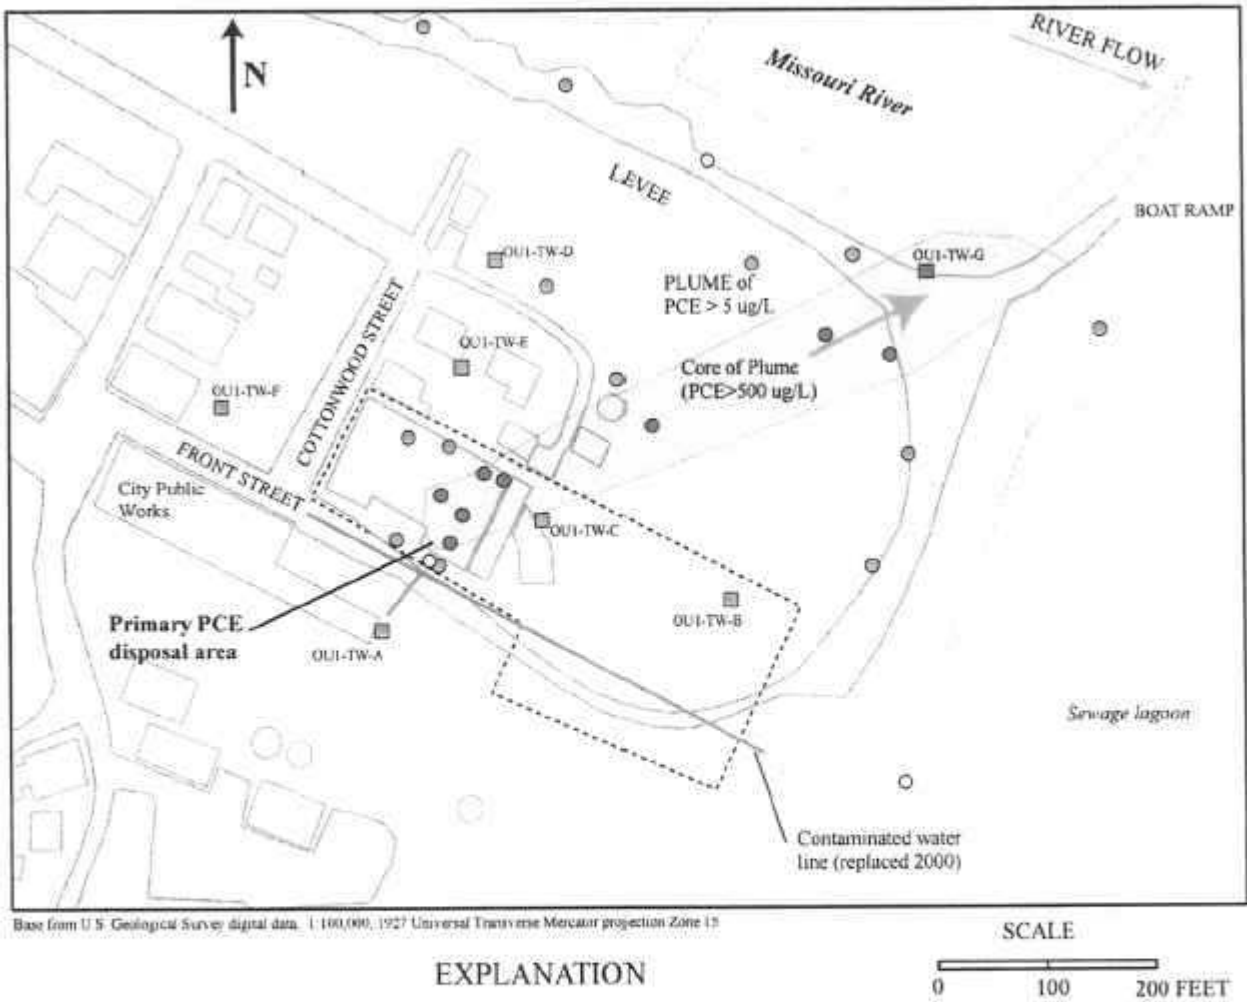 RIVER FLOW
Missouri River
N
LEVEE
BOAT RAMP
OU1-TW-D
OU1-TW-G
PLUME of
PCE > 5 ug/L
COTTONWOOD STREET
OU1-TW-E
Core of Plume
(PCE>500 ug/L)
OU1-TW-F
FRONT STREET
City Public
Works
OU1-TW-C
Primary PCE
disposal area
OU1-TW-B
OU1-TW-A
Sewage lagoon
Contaminated water
line (replaced 2000)
Base from U.S. Geological Survey digital data. 1:100,000, 1927 Universal Transverse Mercator projection Zone 15
SCALE
EXPLANATION
0 100 200 FEET